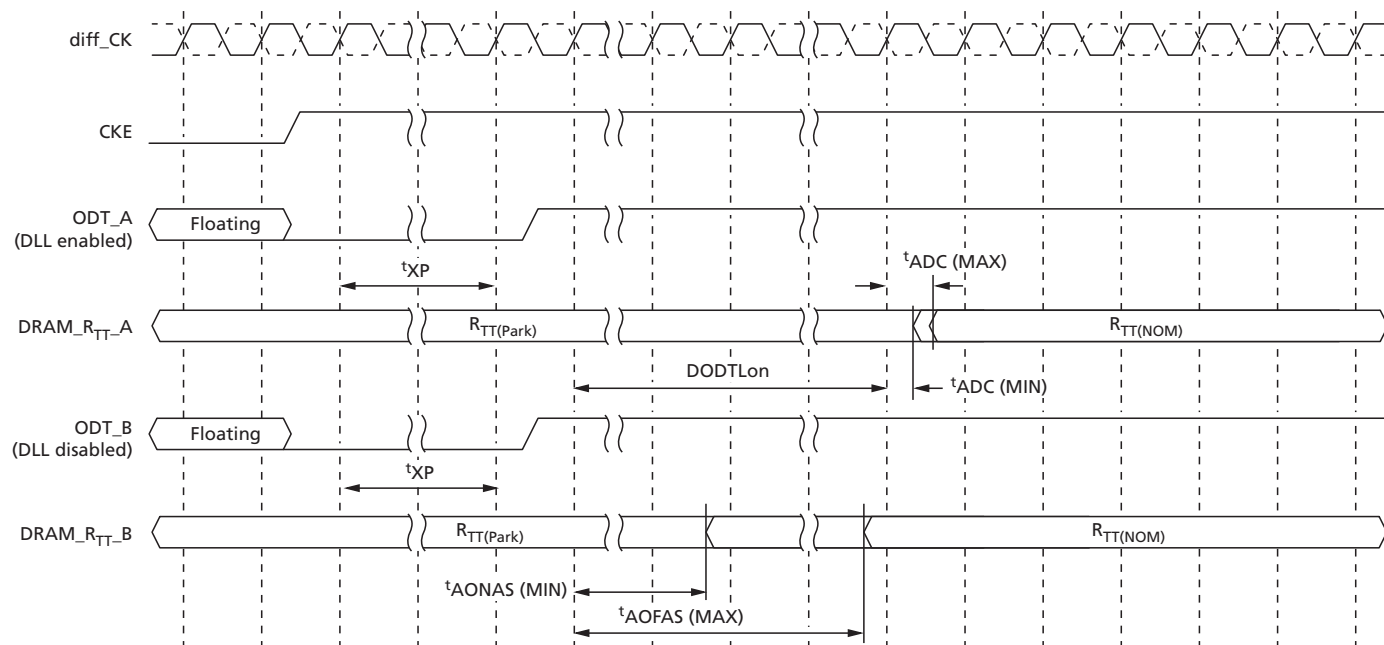 diff_CK
CKE
ODT_A
(DLL enabled)
Floating
tXP
tADC (MAX)
DRAM_RTT_A
RTT(Park)
RTT(NOM)
DODTLon
tADC (MIN)
ODT_B
(DLL disabled)
Floating
tXP
DRAM_RTT_B
RTT(Park)
RTT(NOM)
tAONAS (MIN)
tAOFAS (MAX)